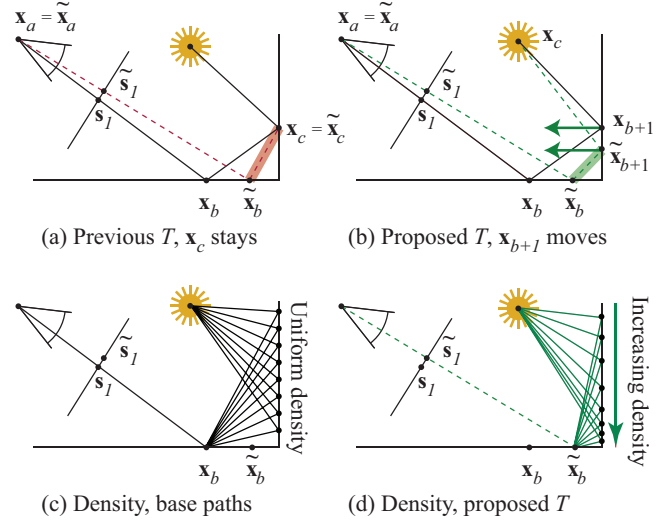 x_a = x̃_a
s̃_1
s_1
x_c = x̃_c
x_b
x̃_b
(a) Previous T, x_c stays
x_a = x̃_a
x_c
s̃_1
s_1
x_{b+1}
x̃_{b+1}
x_b
x̃_b
(b) Proposed T, x_{b+1} moves
s̃_1
s_1
Uniform density
x_b
x̃_b
(c) Density, base paths
s̃_1
s_1
Increasing density
x_b
x̃_b
(d) Density, proposed T